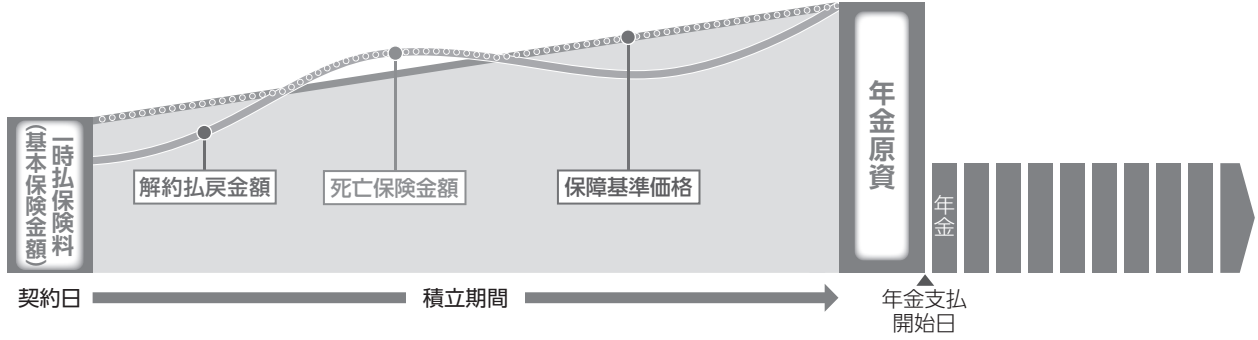 一時払保険料
（基本保険金額）
解約払戻金額
死亡保険金額
保障基準価格
年金原資
年金
契約日
積立期間
年金支払
開始日